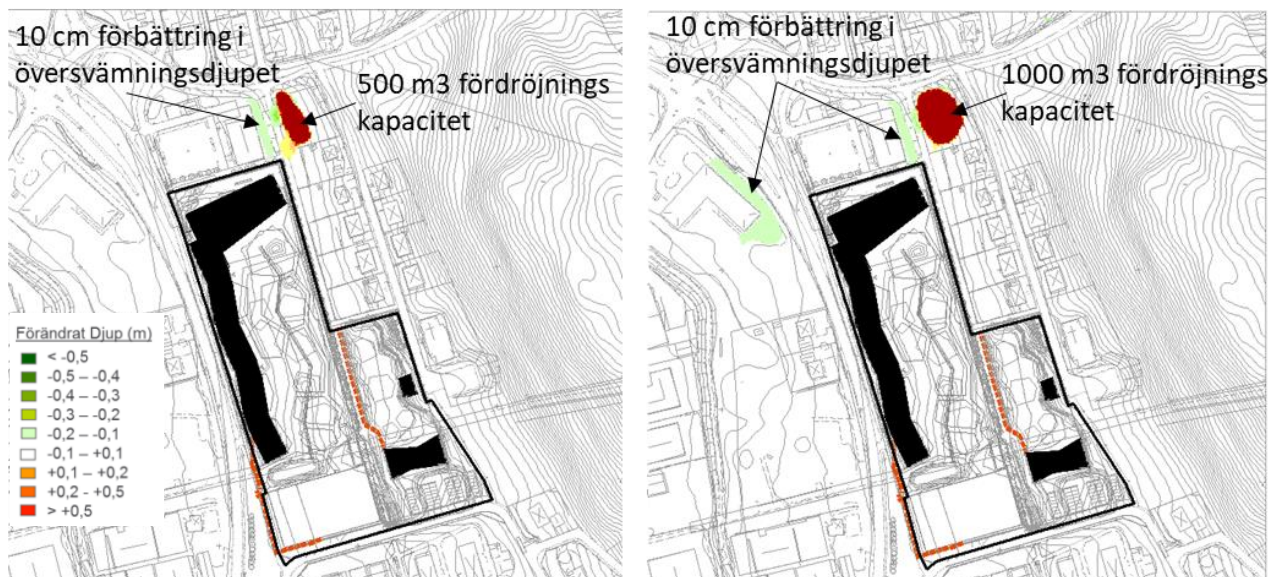 10 cm förbättring i
översvämningsdjupet
500 m3 fördröjnings
kapacitet
Förändrat Djup (m)
< -0,5
-0,5 – -0,4
-0,4 – -0,3
-0,3 – -0,2
-0,2 – -0,1
-0,1 – +0,1
+0,1 – +0,2
+0,2 - +0,5
> +0,5
10 cm förbättring i
översvämningsdjupet
1000 m3 fördröjnings
kapacitet